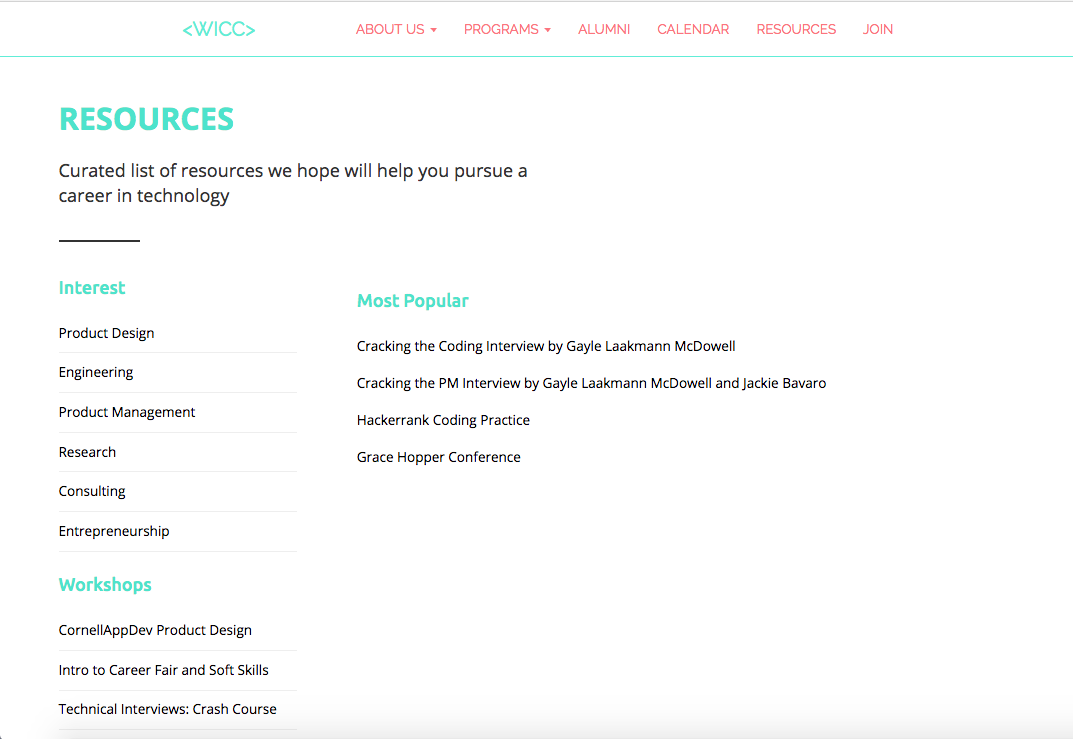 <WICC>
ABOUT US
PROGRAMS
ALUMNI
CALENDAR
RESOURCES
JOIN
RESOURCES
Curated list of resources we hope will help you pursue a
career in technology
Interest
Product Design
Engineering
Product Management
Research
Consulting
Entrepreneurship
Workshops
CornellAppDev Product Design
Intro to Career Fair and Soft Skills
Technical Interviews: Crash Course
Most Popular
Cracking the Coding Interview by Gayle Laakmann McDowell
Cracking the PM Interview by Gayle Laakmann McDowell and Jackie Bavaro
Hackerrank Coding Practice
Grace Hopper Conference